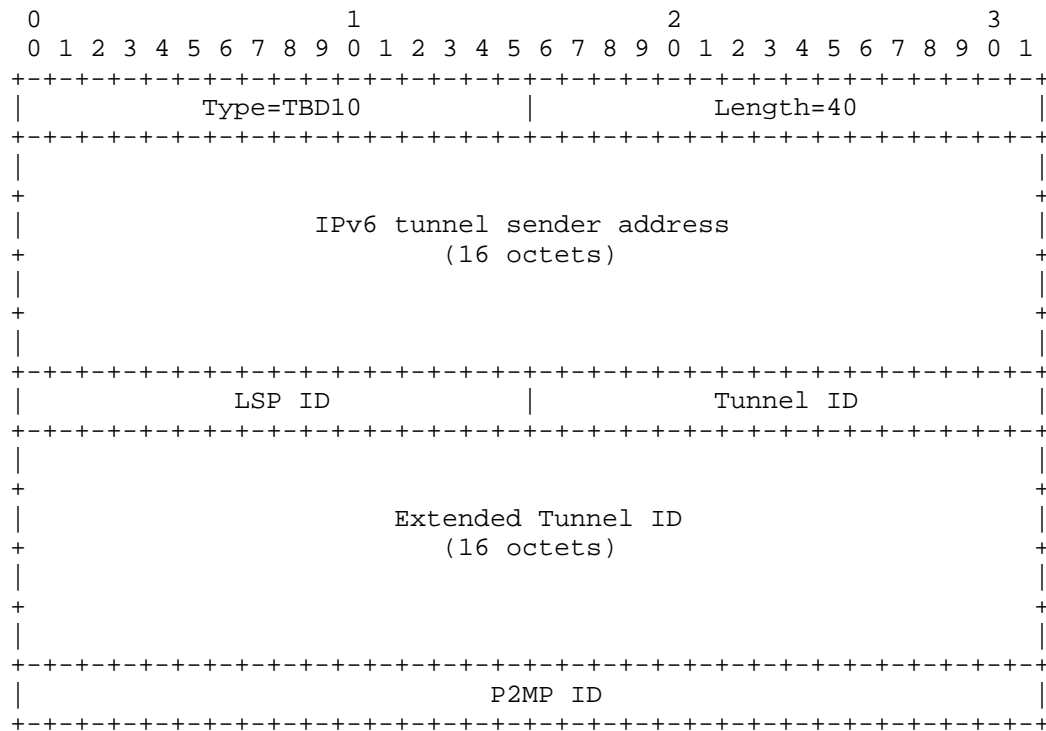 0                   1                   2                   3
0 1 2 3 4 5 6 7 8 9 0 1 2 3 4 5 6 7 8 9 0 1 2 3 4 5 6 7 8 9 0 1
+-+-+-+-+-+-+-+-+-+-+-+-+-+-+-+-+-+-+-+-+-+-+-+-+-+-+-+-+-+-+-+-+
|           Type=TBD10          |           Length=40           |
+-+-+-+-+-+-+-+-+-+-+-+-+-+-+-+-+-+-+-+-+-+-+-+-+-+-+-+-+-+-+-+-+
|                                                               |
+                                                               +
|                  IPv6 tunnel sender address                   |
+                          (16 octets)                          +
|                                                               |
+                                                               +
|                                                               |
+-+-+-+-+-+-+-+-+-+-+-+-+-+-+-+-+-+-+-+-+-+-+-+-+-+-+-+-+-+-+-+-+
|             LSP ID            |           Tunnel ID           |
+-+-+-+-+-+-+-+-+-+-+-+-+-+-+-+-+-+-+-+-+-+-+-+-+-+-+-+-+-+-+-+-+
|                                                               |
+                                                               +
|                       Extended Tunnel ID                      |
+                          (16 octets)                          +
|                                                               |
+                                                               +
|                                                               |
+-+-+-+-+-+-+-+-+-+-+-+-+-+-+-+-+-+-+-+-+-+-+-+-+-+-+-+-+-+-+-+-+
|                             P2MP ID                           |
+-+-+-+-+-+-+-+-+-+-+-+-+-+-+-+-+-+-+-+-+-+-+-+-+-+-+-+-+-+-+-+-+